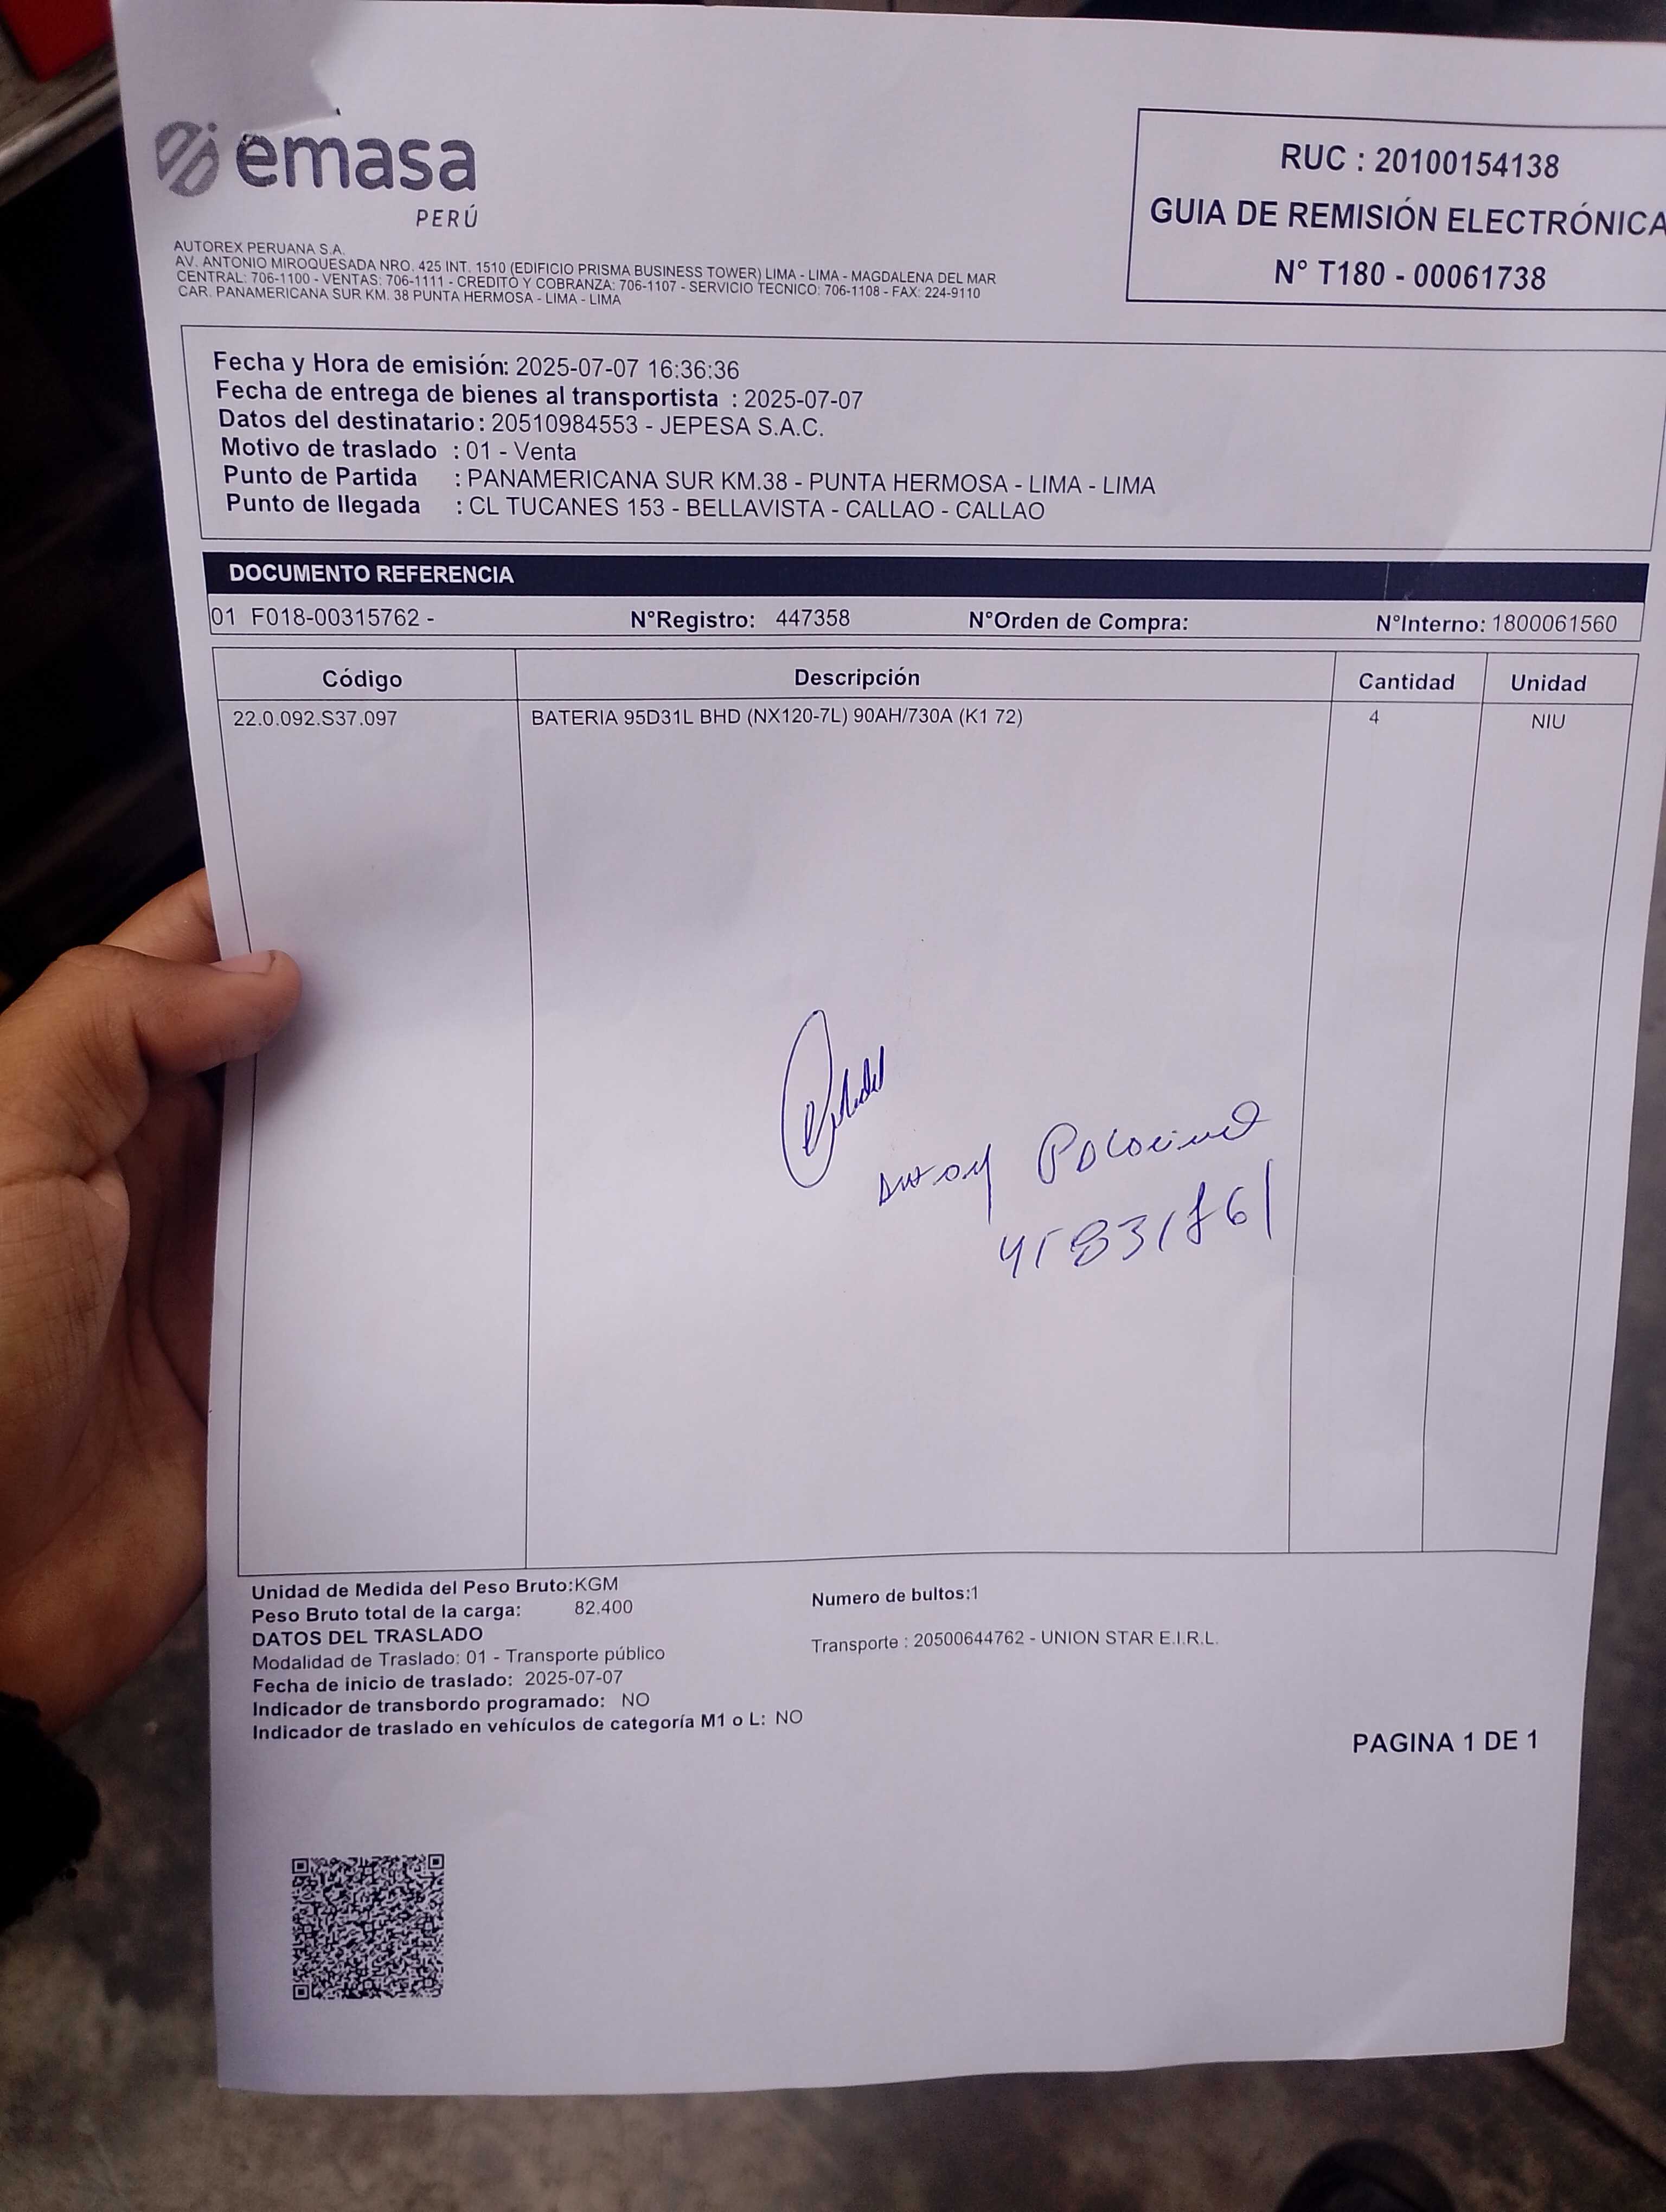 emasa
PERÚ
AUTOREX PERUANA S.A.
AV. ANTONIO MIROQUESADA NRO. 425 INT. 1510 (EDIFICIO PRISMA BUSINESS TOWER) LIMA - LIMA - MAGDALENA DEL MAR
CENTRAL: 706-1100 - VENTAS: 706-1111 - CREDITO Y COBRANZA: 706-1107 - SERVICIO TECNICO: 706-1108 - FAX: 224-9110
CAR. PANAMERICANA SUR KM. 38 PUNTA HERMOSA - LIMA - LIMA
RUC : 20100154138
GUIA DE REMISIÓN ELECTRÓNICA
N° T180 - 00061738
Fecha y Hora de emisión: 2025-07-07 16:36:36
Fecha de entrega de bienes al transportista : 2025-07-07
Datos del destinatario: 20510984553 - JEPESA S.A.C.
Motivo de traslado : 01 - Venta
Punto de Partida : PANAMERICANA SUR KM.38 - PUNTA HERMOSA - LIMA - LIMA
Punto de llegada : CL TUCANES 153 - BELLAVISTA - CALLAO - CALLAO
DOCUMENTO REFERENCIA
01 F018-00315762 - N°Registro: 447358 N°Orden de Compra: N°Interno: 1800061560
Código Descripción Cantidad Unidad
22.0.092.S37.097 BATERIA 95D31L BHD (NX120-7L) 90AH/730A (K1 72) 4 NIU
Unidad de Medida del Peso Bruto:KGM
Peso Bruto total de la carga: 82.400
Numero de bultos:1
DATOS DEL TRASLADO
Modalidad de Traslado: 01 - Transporte público
Transporte : 20500644762 - UNION STAR E.I.R.L.
Fecha de inicio de traslado: 2025-07-07
Indicador de transbordo programado: NO
Indicador de traslado en vehículos de categoría M1 o L: NO
PAGINA 1 DE 1